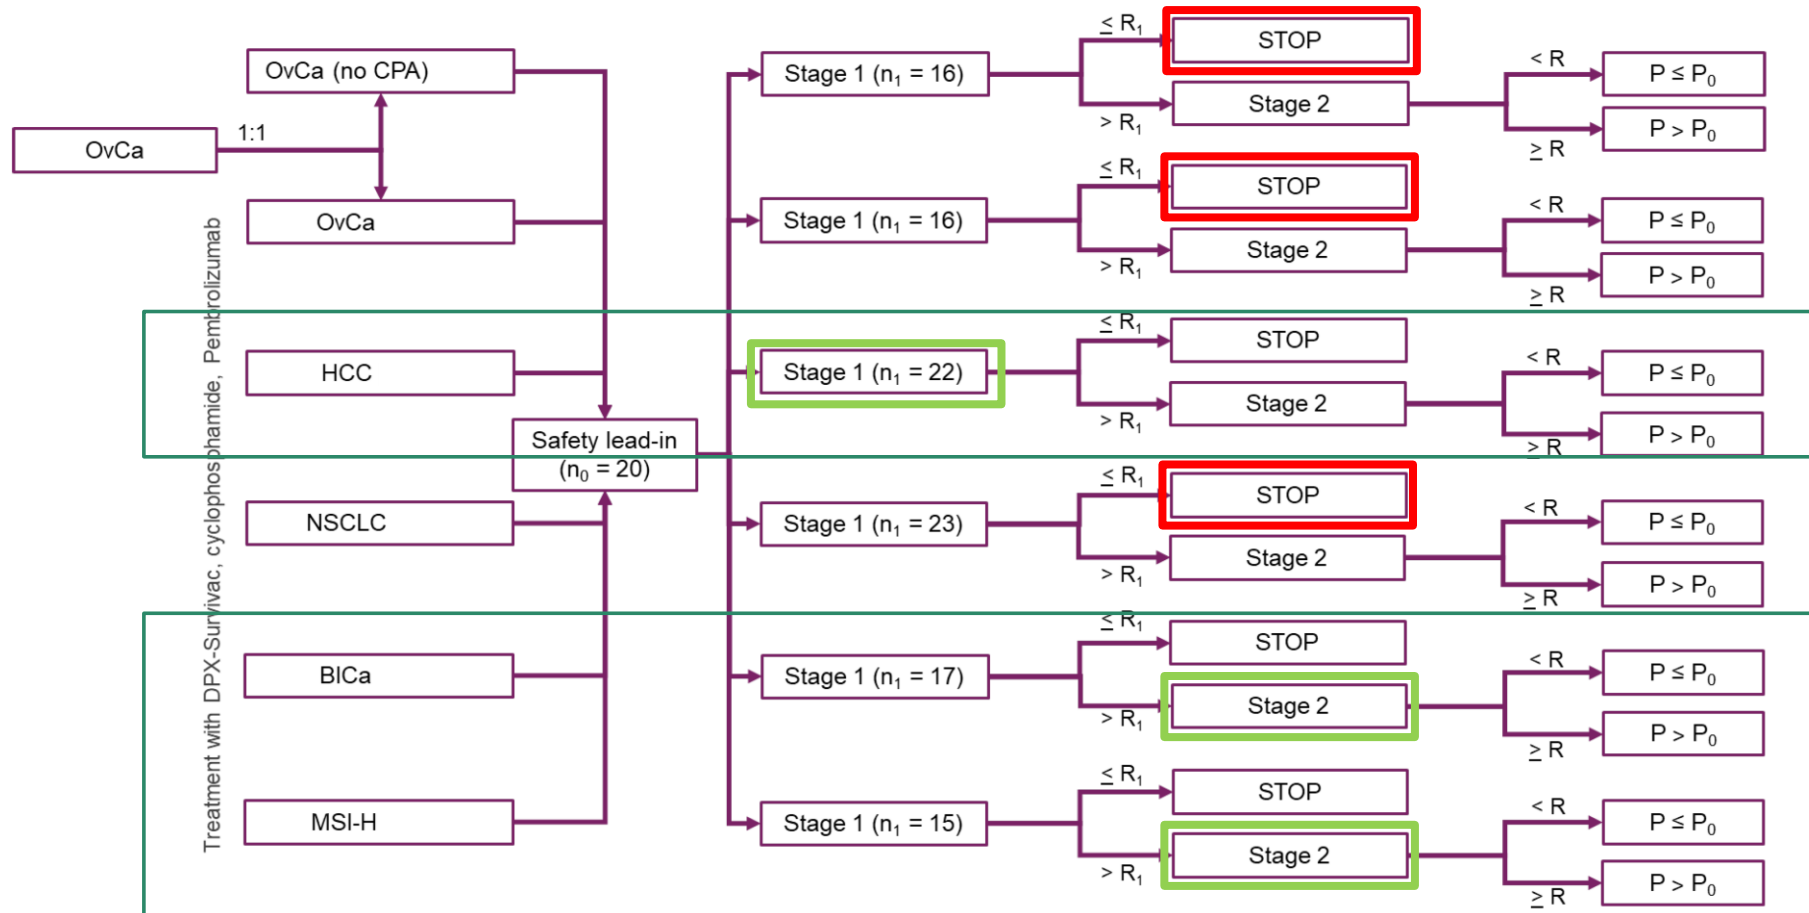 OvCa
1:1
OvCa (no CPA)
OvCa
HCC
NSCLC
BlCa
MSI-H
Treatment with DPX-Survivac, cyclophosphamide, Pembrolizumab
Safety lead-in
(n₀ = 20)
Stage 1 (n₁ = 16)
≤ R₁
STOP
> R₁
Stage 2
< R
P ≤ P₀
≥ R
P > P₀
Stage 1 (n₁ = 16)
≤ R₁
STOP
> R₁
Stage 2
< R
P ≤ P₀
≥ R
P > P₀
Stage 1 (n₁ = 22)
≤ R₁
STOP
> R₁
Stage 2
< R
P ≤ P₀
≥ R
P > P₀
Stage 1 (n₁ = 23)
≤ R₁
STOP
> R₁
Stage 2
< R
P ≤ P₀
≥ R
P > P₀
Stage 1 (n₁ = 17)
≤ R₁
STOP
> R₁
Stage 2
< R
P ≤ P₀
≥ R
P > P₀
Stage 1 (n₁ = 15)
≤ R₁
STOP
> R₁
Stage 2
< R
P ≤ P₀
≥ R
P > P₀